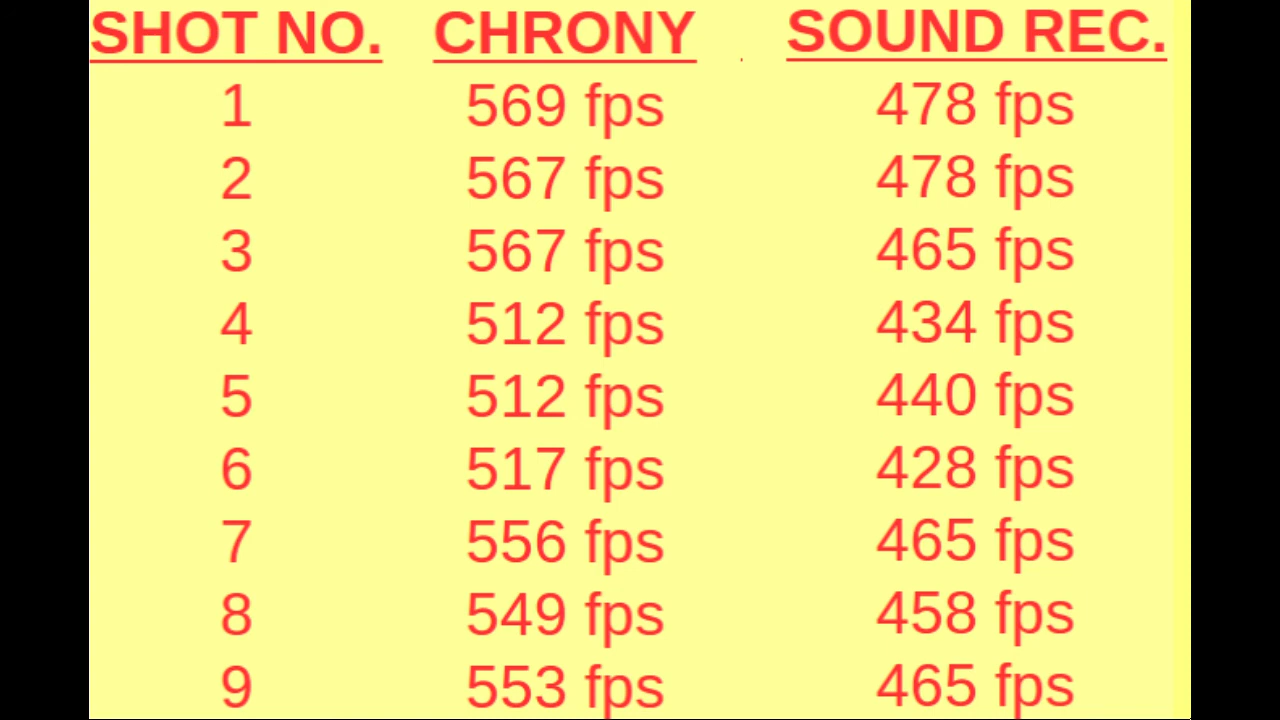 SHOT NO. CHRONY SOUND REC.
1 569 fps 478 fps
2 567 fps 478 fps
3 567 fps 465 fps
4 512 fps 434 fps
5 512 fps 440 fps
6 517 fps 428 fps
7 556 fps 465 fps
8 549 fps 458 fps
9 553 fps 465 fps